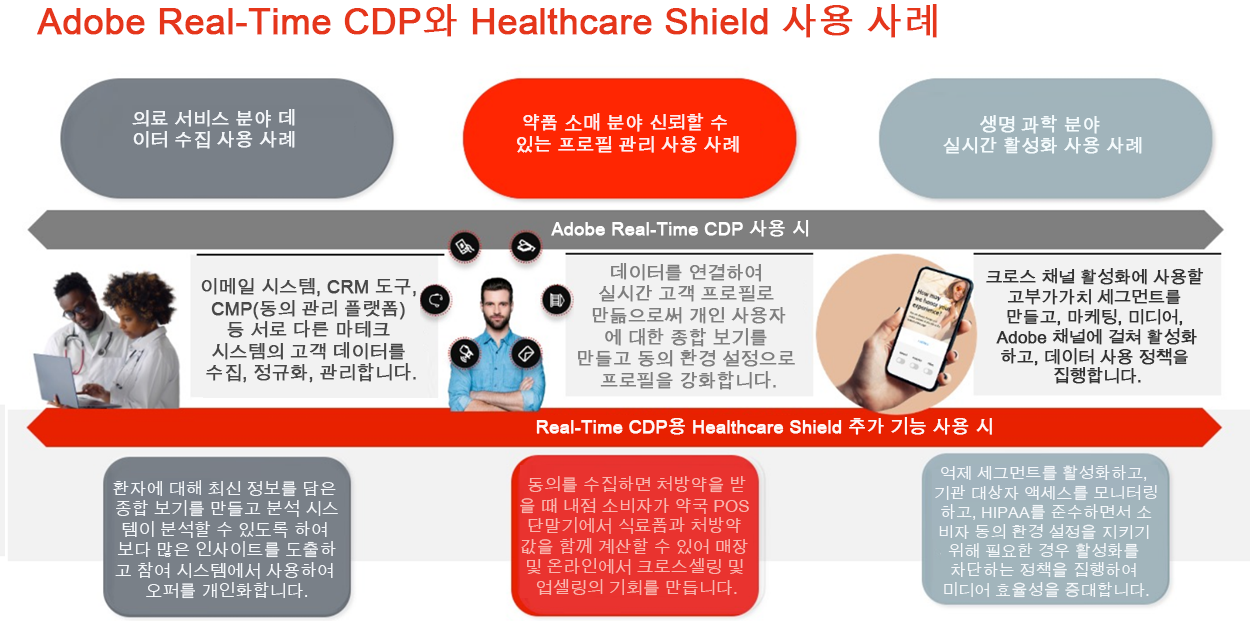 Adobe Real-Time CDP와 Healthcare Shield 사용 사례
의료 서비스 분야 데
이터 수집 사용 사례
약품 소매 분야 신뢰할 수
있는 프로필 관리 사용 사례
생명 과학 분야
실시간 활성화 사용 사례
Adobe Real-Time CDP 사용 시
이메일 시스템, CRM 도구,
CMP(동의 관리 플랫폼)
등 서로 다른 마테크
시스템의 고객 데이터를
수집, 정규화, 관리합니다.
데이터를 연결하여
실시간 고객 프로필로
만듦으로써 개인 사용자
에 대한 종합 보기를
만들고 동의 환경 설정으로
프로필을 강화합니다.
How may
we hance your
experience?
크로스 채널 활성화에 사용할
고부가가치 세그먼트를
만들고, 마케팅, 미디어,
Adobe 채널에 걸쳐 활성화
하고, 데이터 사용 정책을
집행합니다.
Real-Time CDP용 Healthcare Shield 추가 기능 사용 시
환자에 대해 최신 정보를 담은
종합 보기를 만들고 분석 시스
템이 분석할 수 있도록 하여
보다 많은 인사이트를 도출하
고 참여 시스템에서 사용하여
오퍼를 개인화합니다.
동의를 수집하면 처방약을 받
을 때 내점 소비자가 약국 POS
단말기에서 식료품과 처방약
값을 함께 계산할 수 있어 매장
및 온라인에서 크로스셀링 및
업셀링의 기회를 만듭니다.
억제 세그먼트를 활성화하고,
기관 대상자 액세스를 모니터링
하고, HIPAA를 준수하면서 소
비자 동의 환경 설정을 지키기
위해 필요한 경우 활성화를
차단하는 정책을 집행하여
미디어 효율성을 증대합니다.